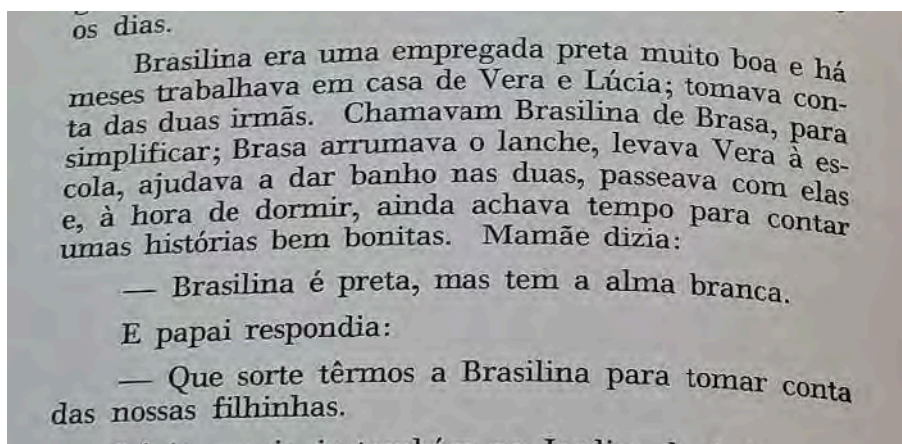 os dias.
Brasilina era uma empregada preta muito boa e há
meses trabalhava em casa de Vera e Lúcia; tomava con-
ta das duas irmãs. Chamavam Brasilina de Brasa, para
simplificar; Brasa arrumava o lanche, levava Vera à es-
cola, ajudava a dar banho nas duas, passeava com elas
e, à hora de dormir, ainda achava tempo para contar
umas histórias bem bonitas. Mamãe dizia:
— Brasilina é preta, mas tem a alma branca.
E papai respondia:
— Que sorte têrmos a Brasilina para tomar conta
das nossas filhinhas.